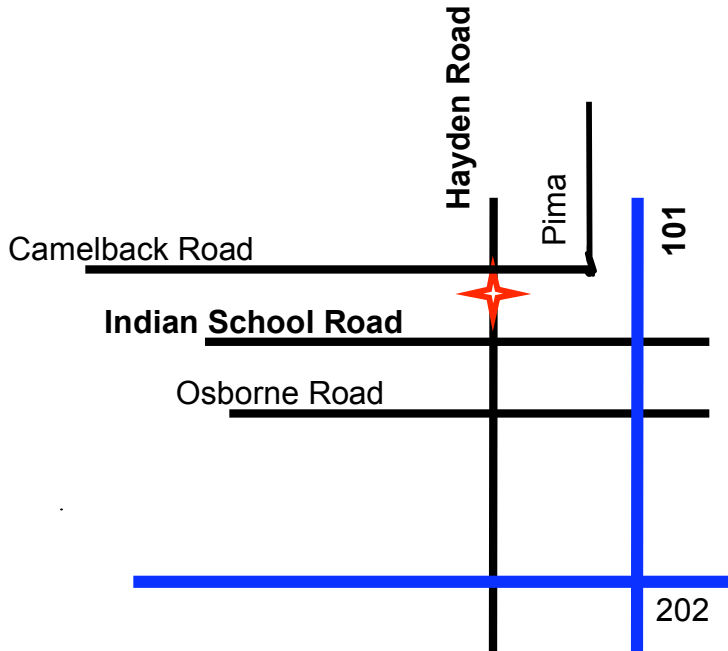 Hayden Road
Pima
101
Camelback Road
Indian School Road
Osborne Road
202